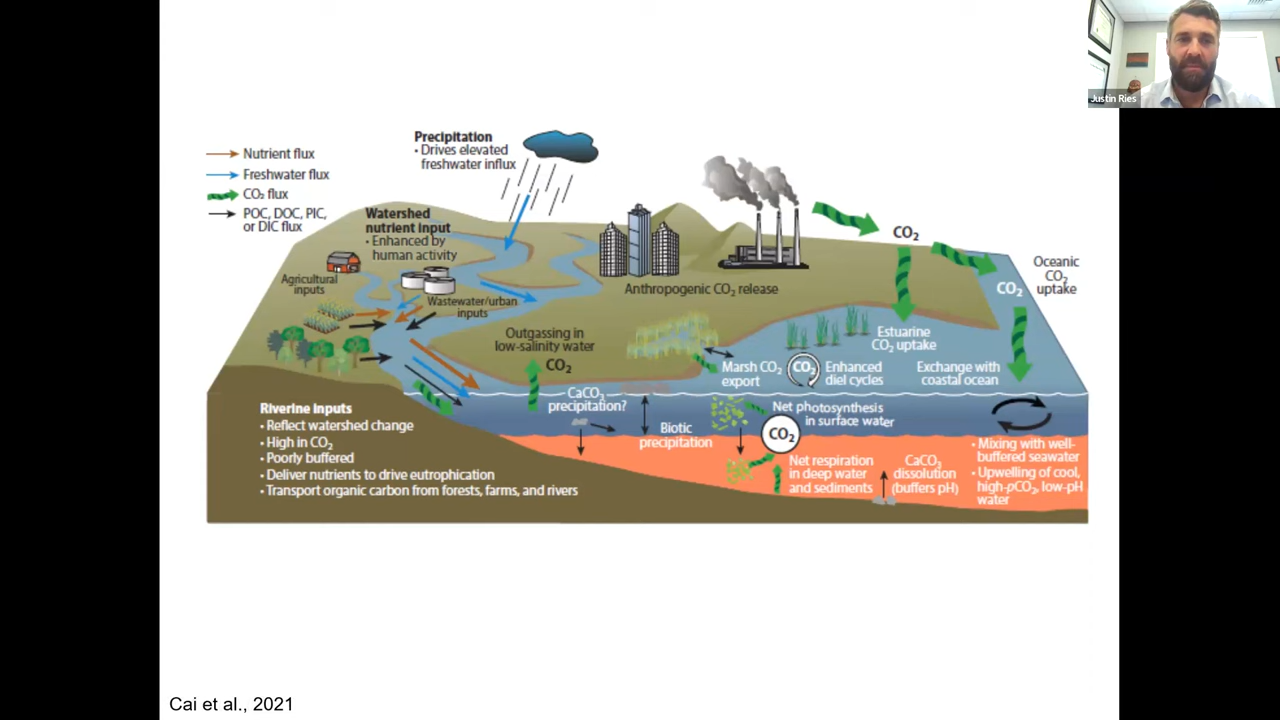 Justin Ries
Nutrient flux
Freshwater flux
CO₂ flux
POC, DOC, PIC,
or DIC flux
Precipitation
• Drives elevated
freshwater influx
Watershed
nutrient input
• Enhanced by
human activity
Agricultural
inputs
Wastewater/urban
inputs
Anthropogenic CO₂ release
CO₂
Oceanic
CO₂
uptake
CO₂
Outgassing in
low-salinity water
CO₂
Estuarine
CO₂ uptake
Marsh CO₂
export
CO₂
Enhanced
diel cycles
Exchange with
coastal ocean
CaCO₃
precipitation?
Biotic
precipitation
Net photosynthesis
in surface water
CO₂
Net respiration
in deep water
and sediments
CaCO₃
dissolution
(buffers pH)
• Mixing with well-
buffered seawater
• Upwelling of cool,
high-pCO₂, low-pH
water
Riverine inputs
• Reflect watershed change
• High in CO₂
• Poorly buffered
• Deliver nutrients to drive eutrophication
• Transport organic carbon from forests, farms, and rivers
Cai et al., 2021